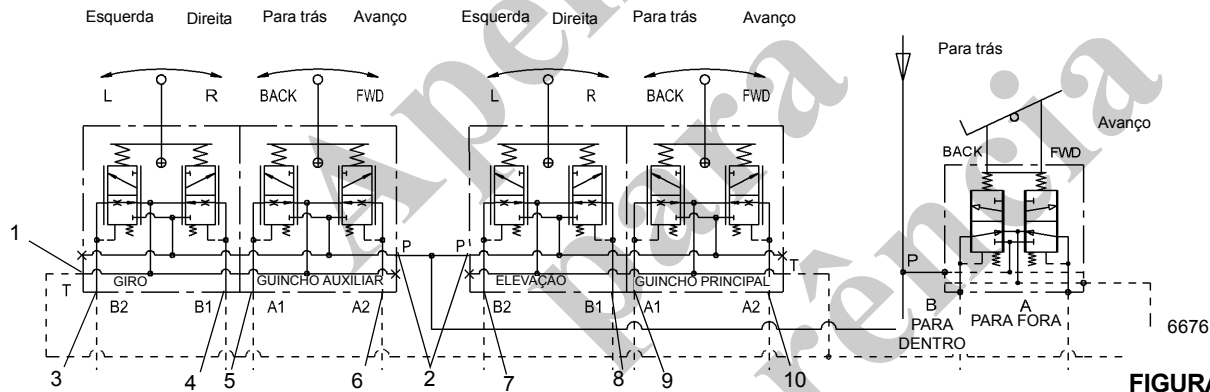 Esquerda Direita Para trás Avanço Esquerda Direita Para trás Avanço
Para trás
L R BACK FWD L R BACK FWD
Avanço
BACK FWD
1 P P P
T GIRO GUINCHO AUXILIAR ELEVAÇÃO GUINCHO PRINCIPAL T
B2 B1 A1 A2 B2 B1 A1 A2 B A
PARA DENTRO PARA FORA
6676
3 4 5 6 2 7 8 9 10
FIGURA
Apenas
para